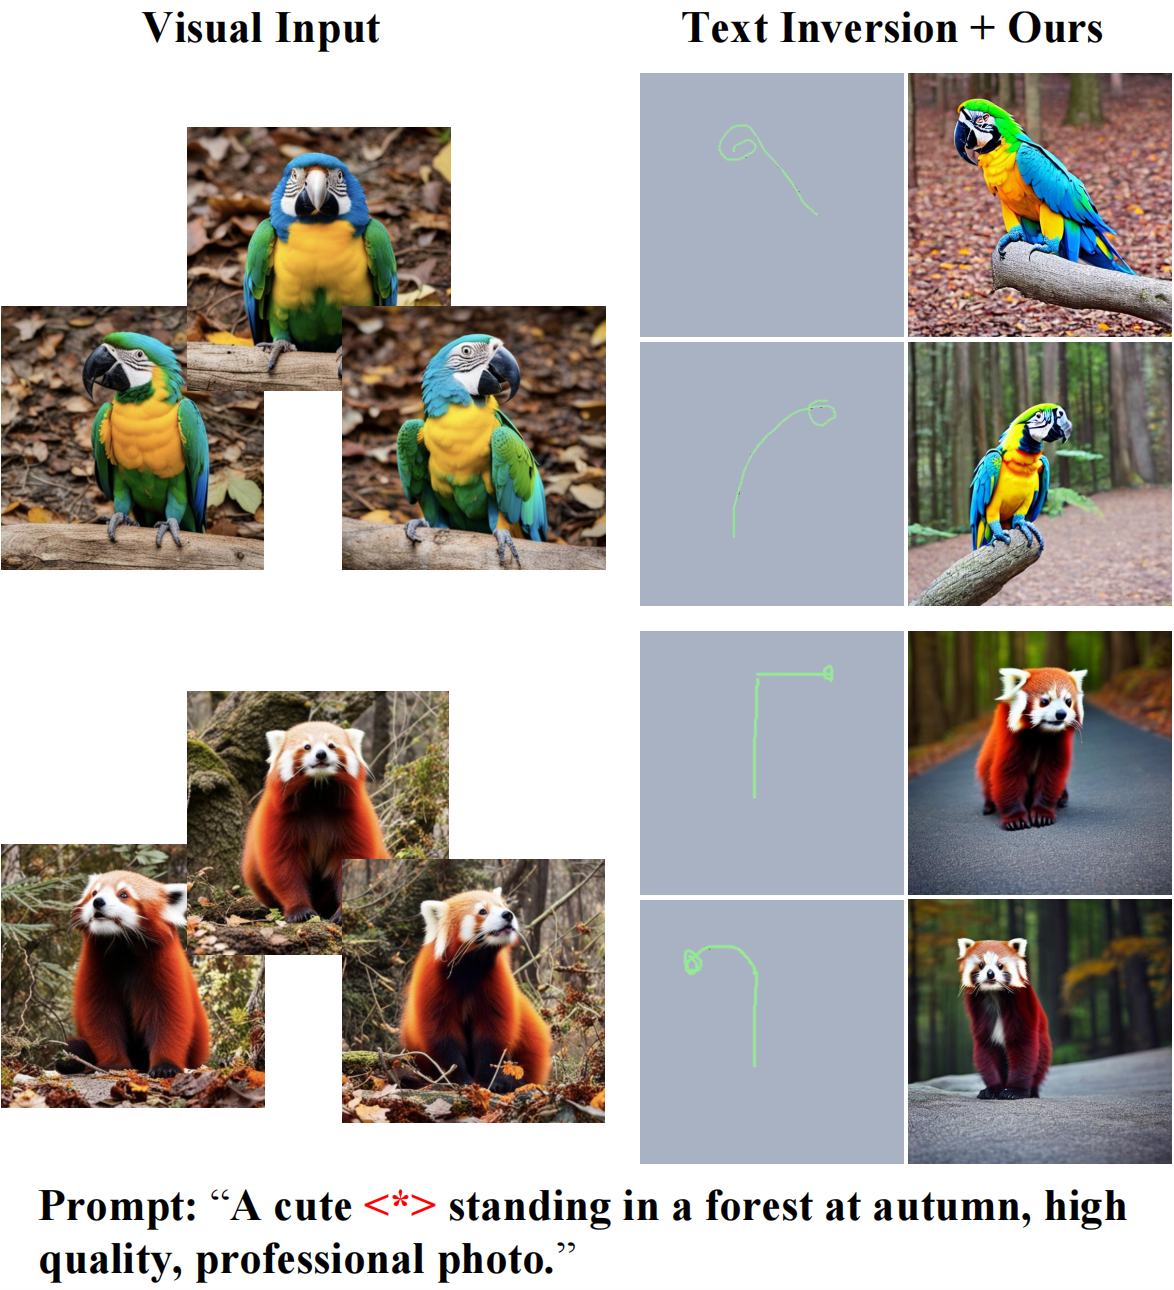 Visual Input
Text Inversion + Ours
Prompt: “A cute <*> standing in a forest at autumn, high
quality, professional photo.”